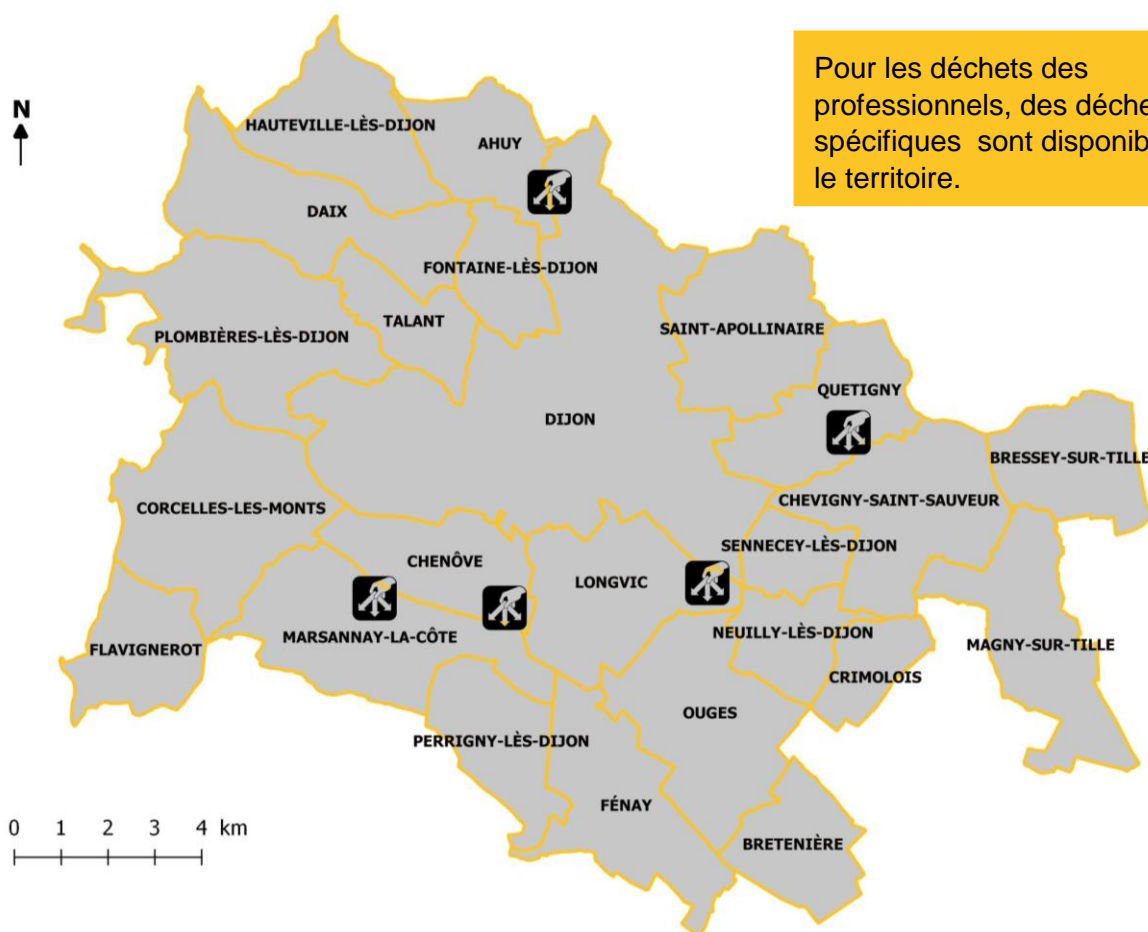 Pour les déchets des
professionnels, des
spécifiques sont
le territoire.
N
HAUTEVILLE-LÈS-DIJON
AHUY
DAIX
FONTAINE-LÈS-DIJON
TALANT
PLOMBIÈRES-LÈS-DIJON
SAINT-APOLLINAIRE
QUETIGNY
DIJON
BRESSEY-SUR-TILLE
CHEVIGNY-SAINT-SAUVEUR
CORCELLES-LES-MONTS
SENNECEY-LÈS-DIJON
CHENÔVE
LONGVIC
MARSANNAY-LA-CÔTE
NEUILLY-LÈS-DIJON
FLAVIGNEROT
MAGNY-SUR-TILLE
CRIMOLOIS
OUGES
PERRIGNY-LÈS-DIJON
FÉNAY
BRETENIÈRE
0 1 2 3 4 km